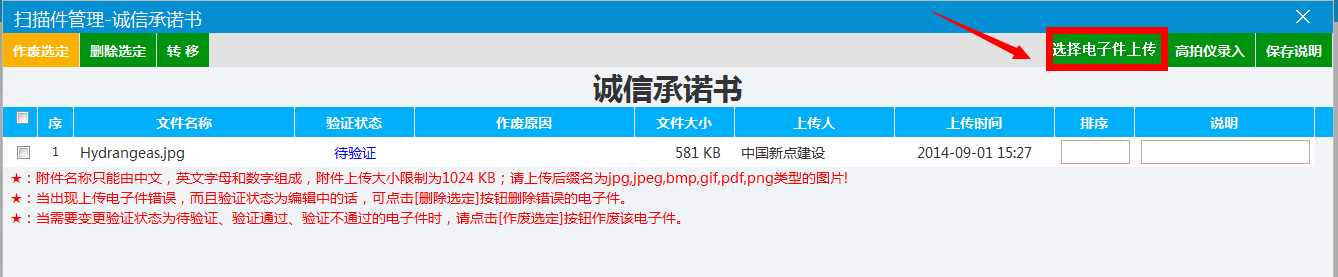 扫描件管理-诚信承诺书
作废选定 删除选定 转 移 选择电子件上传 高拍仪录入 保存说明
诚信承诺书
序 文件名称 验证状态 作废原因 文件大小 上传人 上传时间 排序 说明
1 Hydrangeas.jpg 待验证 581 KB 中国新点建设 2014-09-01 15:27
★：附件名称只能由中文，英文字母和数字组成，附件上传大小限制为1024 KB；请上传后缀名为jpg,jpeg,bmp,gif,pdf,png类型的图片!
★：当出现上传电子件错误，而且验证状态为编辑中的话，可点击[删除选定]按钮删除错误的电子件。
★：当需要变更验证状态为待验证、验证通过、验证不通过的电子件时，请点击[作废选定]按钮作废该电子件。